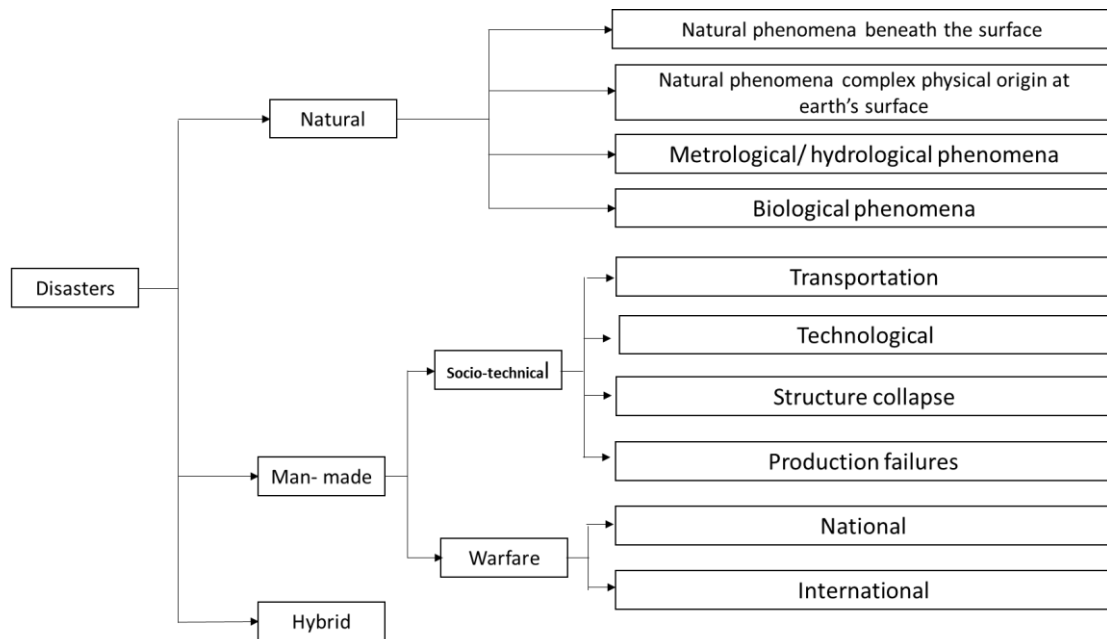 Natural phenomena beneath the surface
Natural phenomena complex physical origin at
earth's surface
Natural
Metrological/ hydrological phenomena
Biological phenomena
Disasters
Transportation
Technological
Socio-technical
Structure collapse
Production failures
Man- made
National
Warfare
International
Hybrid